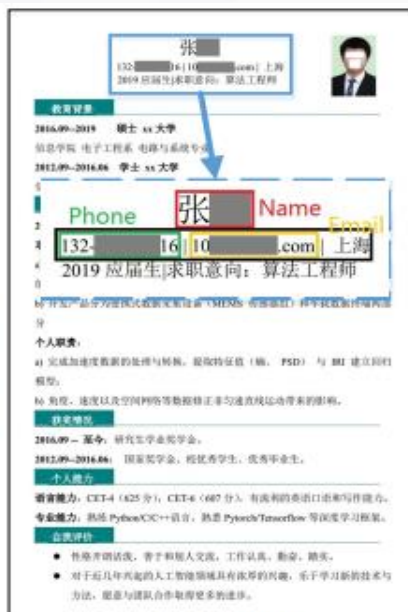 张
132- 16 | 10 .com | 上海
2019 应届生|求职意向：算法工程师
教育背景
2016.09--2019 硕士 xx 大学
信息学院 电子工程系 电路与系统专业
2012.09--2016.06 学士 xx 大学
Phone 张 Name Email
132- 16 | 10 .com | 上海
2019 应届生|求职意向：算法工程师
分
个人职责：
a) 完成加速度数据的处理与转换，提取特征值（熵， PSD） 与 IRI 建立回归
模型；
b) 角度、速度以及空间网络等数据修正非匀速直线运动带来的影响。
获奖情况
2016.09 -- 至今：研究生学业奖学金。
2012.09--2016.06： 国家奖学金、校优秀学生、优秀毕业生。
个人能力
语言能力：CET-4（625 分），CET-6（607 分），有流利的英语口语和写作能力。
专业能力：熟练 Python/C/C++语言，熟悉 Pytorch/Tensorflow 等深度学习框架。
自我评价
● 性格开朗活泼，善于和别人交流，工作认真，勤奋，踏实。
● 对于近几年兴起的人工智能领域具有浓厚的兴趣，乐于学习新的技术与
方法，愿意与团队合作取得更多的进步。